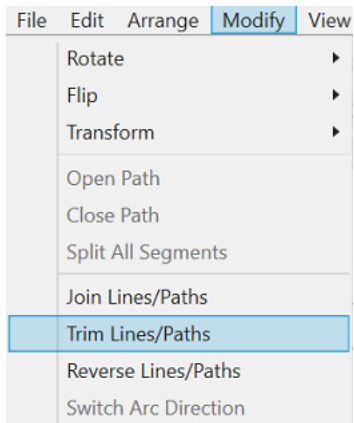 File Edit Arrange Modify View
Rotate
Flip
Transform
Open Path
Close Path
Split All Segments
Join Lines/Paths
Trim Lines/Paths
Reverse Lines/Paths
Switch Arc Direction